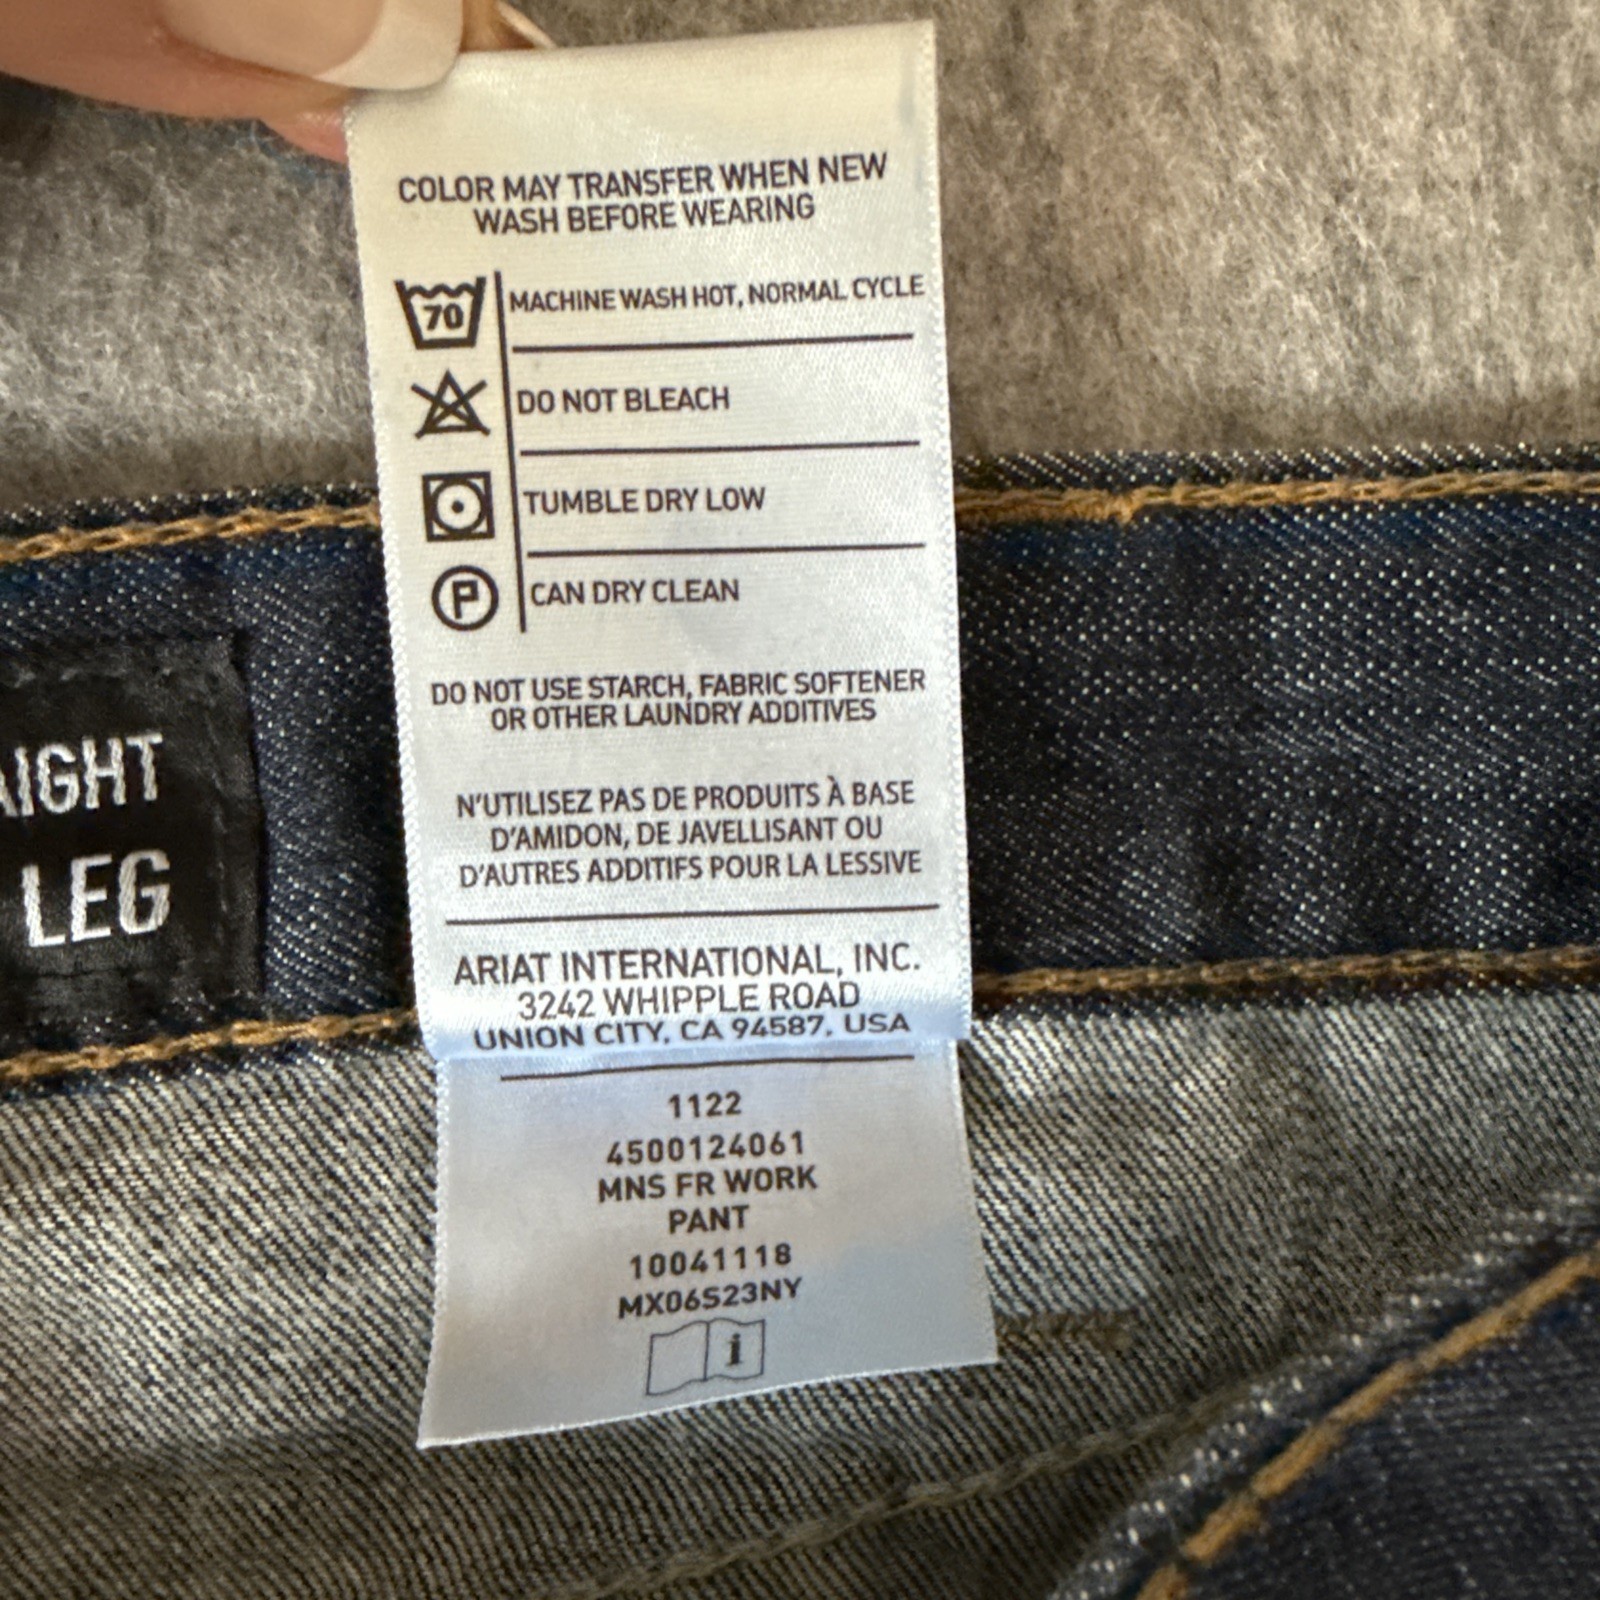 COLOR MAY TRANSFER WHEN NEW
WASH BEFORE WEARING
70 MACHINE WASH HOT, NORMAL CYCLE
DO NOT BLEACH
TUMBLE DRY LOW
P CAN DRY CLEAN
DO NOT USE STARCH, FABRIC SOFTENER
OR OTHER LAUNDRY ADDITIVES
N'UTILISEZ PAS DE PRODUITS À BASE
D'AMIDON, DE JAVELLISANT OU
D'AUTRES ADDITIFS POUR LA LESSIVE
ARIAT INTERNATIONAL, INC.
3242 WHIPPLE ROAD
UNION CITY, CA 94587, USA
1122
4500124061
MNS FR WORK
PANT
10041118
MX06S23NY
i
AIGHT
LEG